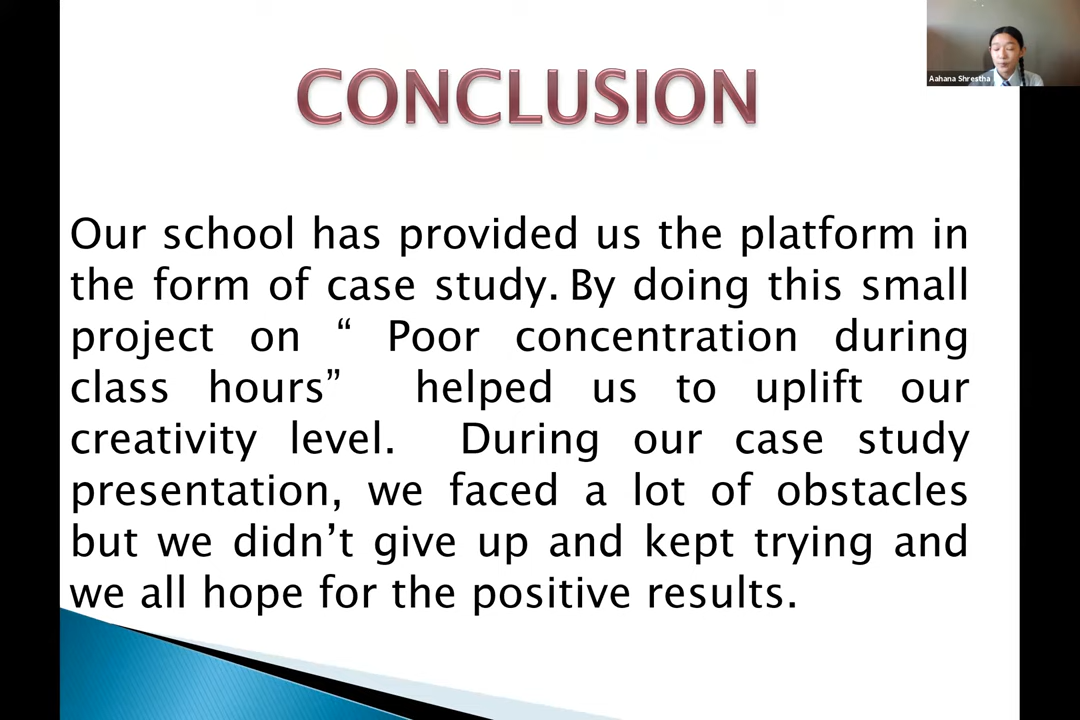 CONCLUSION
Aahana Shrestha
Our school has provided us the platform in
the form of case study. By doing this small
project on “ Poor concentration during
class hours” helped us to uplift our
creativity level. During our case study
presentation, we faced a lot of obstacles
but we didn’t give up and kept trying and
we all hope for the positive results.